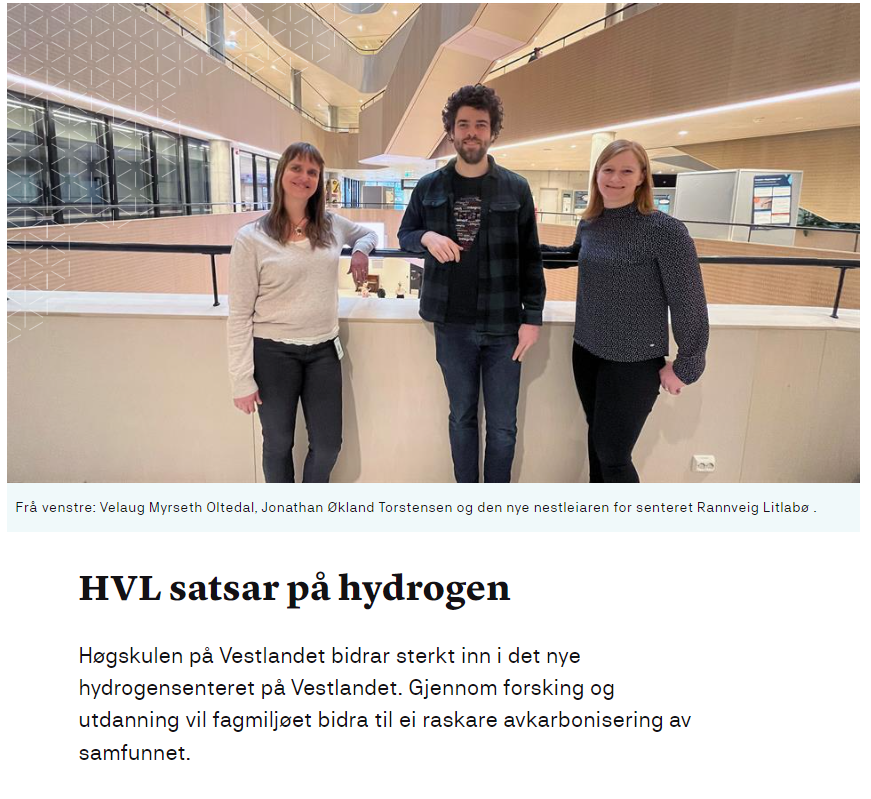 Frå venstre: Velaug Myrseth Oltedal, Jonathan Økland Torstensen og den nye nestleiaren for senteret Rannveig Litlabø .
HVL satsar på hydrogen
Høgskulen på Vestlandet bidrar sterkt inn i det nye
hydrogensenteret på Vestlandet. Gjennom forsking og
utdanning vil fagmiljøet bidra til ei raskare avkarbonisering av
samfunnet.